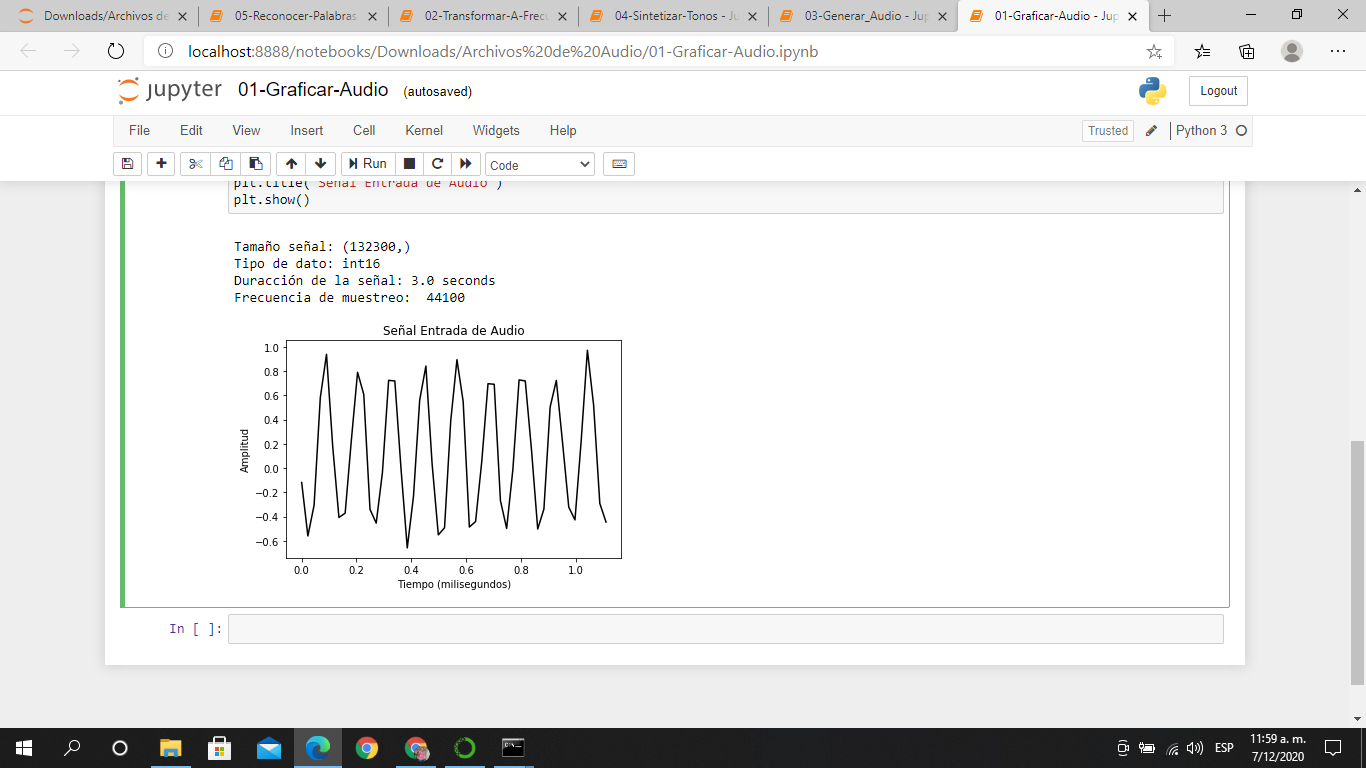 Downloads/Archivos de
05-Reconocer-Palabras
02-Transformar-A-Frecu
04-Sintetizar-Tonos - Ju
03-Generar_Audio - Jup
01-Graficar-Audio - Jup
localhost:8888/notebooks/Downloads/Archivos%20de%20Audio/01-Graficar-Audio.ipynb
jupyter 01-Graficar-Audio (autosaved)
Logout
File Edit View Insert Cell Kernel Widgets Help
Trusted Python 3
Run Code
plt.title('Señal Entrada de Audio')
plt.show()
Tamaño señal: (132300,)
Tipo de dato: int16
Duracción de la señal: 3.0 seconds
Frecuencia de muestreo:  44100
Señal Entrada de Audio
1.0
0.8
0.6
0.4
0.2
0.0
−0.2
−0.4
−0.6
Amplitud
0.0 0.2 0.4 0.6 0.8 1.0
Tiempo (milisegundos)
In [ ]:
ESP
11:59 a. m.
7/12/2020